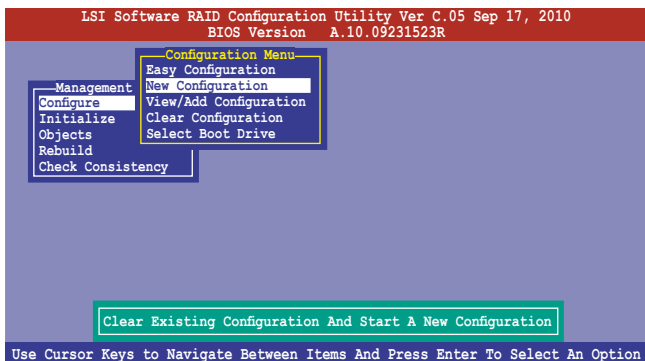 LSI Software RAID Configuration Utility Ver C.05 Sep 17, 2010
BIOS Version A.10.09231523R
Configuration Menu
Easy Configuration
New Configuration
View/Add Configuration
Clear Configuration
Select Boot Drive
Management
Configure
Initialize
Objects
Rebuild
Check Consistency
Clear Existing Configuration And Start A New Configuration
Use Cursor Keys to Navigate Between Items And Press Enter To Select An Option